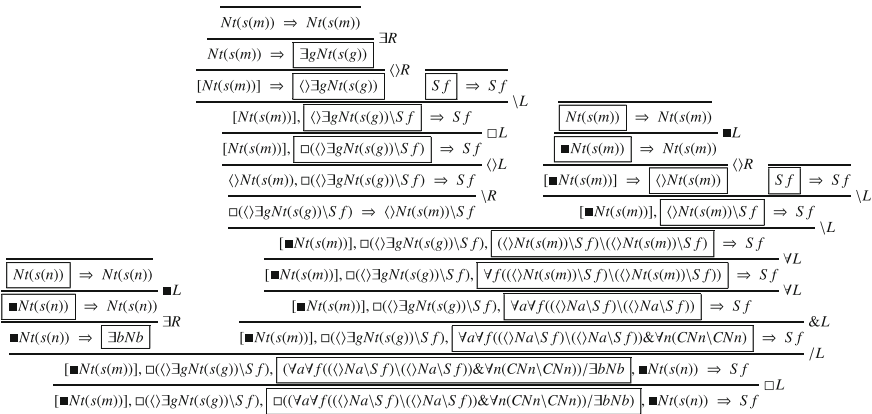 Nt(s(m)) ⇒ Nt(s(m))
∃R
Nt(s(m)) ⇒ ∃gNt(s(g))
⟨⟩R
[Nt(s(m))] ⇒ ⟨⟩∃gNt(s(g)) Sf ⇒ Sf
\L
[Nt(s(m))], ⟨⟩∃gNt(s(g))\Sf ⇒ Sf Nt(s(m)) ⇒ Nt(s(m))
□L ■L
[Nt(s(m))], □(⟨⟩∃gNt(s(g))\Sf) ⇒ Sf ■Nt(s(m)) ⇒ Nt(s(m))
⟨⟩L ⟨⟩R
⟨⟩Nt(s(m)), □(⟨⟩∃gNt(s(g))\Sf) ⇒ Sf [■Nt(s(m))] ⇒ ⟨⟩Nt(s(m)) Sf ⇒ Sf
\R \L
□(⟨⟩∃gNt(s(g))\Sf) ⇒ ⟨⟩Nt(s(m))\Sf [■Nt(s(m))], ⟨⟩Nt(s(m))\Sf ⇒ Sf
\L
[■Nt(s(m))], □(⟨⟩∃gNt(s(g))\Sf), (⟨⟩Nt(s(m))\Sf)\(⟨⟩Nt(s(m))\Sf) ⇒ Sf
∀L
Nt(s(n)) ⇒ Nt(s(n)) [■Nt(s(m))], □(⟨⟩∃gNt(s(g))\Sf), ∀f((⟨⟩Nt(s(m))\Sf)\(⟨⟩Nt(s(m))\Sf)) ⇒ Sf
■L ∀L
■Nt(s(n)) ⇒ Nt(s(n)) [■Nt(s(m))], □(⟨⟩∃gNt(s(g))\Sf), ∀a∀f((⟨⟩Na\Sf)\(⟨⟩Na\Sf)) ⇒ Sf
∃R &L
■Nt(s(n)) ⇒ ∃bNb [■Nt(s(m))], □(⟨⟩∃gNt(s(g))\Sf), ∀a∀f((⟨⟩Na\Sf)\(⟨⟩Na\Sf))&∀n(CNn\CNn) ⇒ Sf
/L
[■Nt(s(m))], □(⟨⟩∃gNt(s(g))\Sf), (∀a∀f((⟨⟩Na\Sf)\(⟨⟩Na\Sf))&∀n(CNn\CNn))/∃bNb, ■Nt(s(n)) ⇒ Sf
□L
[■Nt(s(m))], □(⟨⟩∃gNt(s(g))\Sf), □((∀a∀f((⟨⟩Na\Sf)\(⟨⟩Na\Sf))&∀n(CNn\CNn))/∃bNb), ■Nt(s(n)) ⇒ Sf